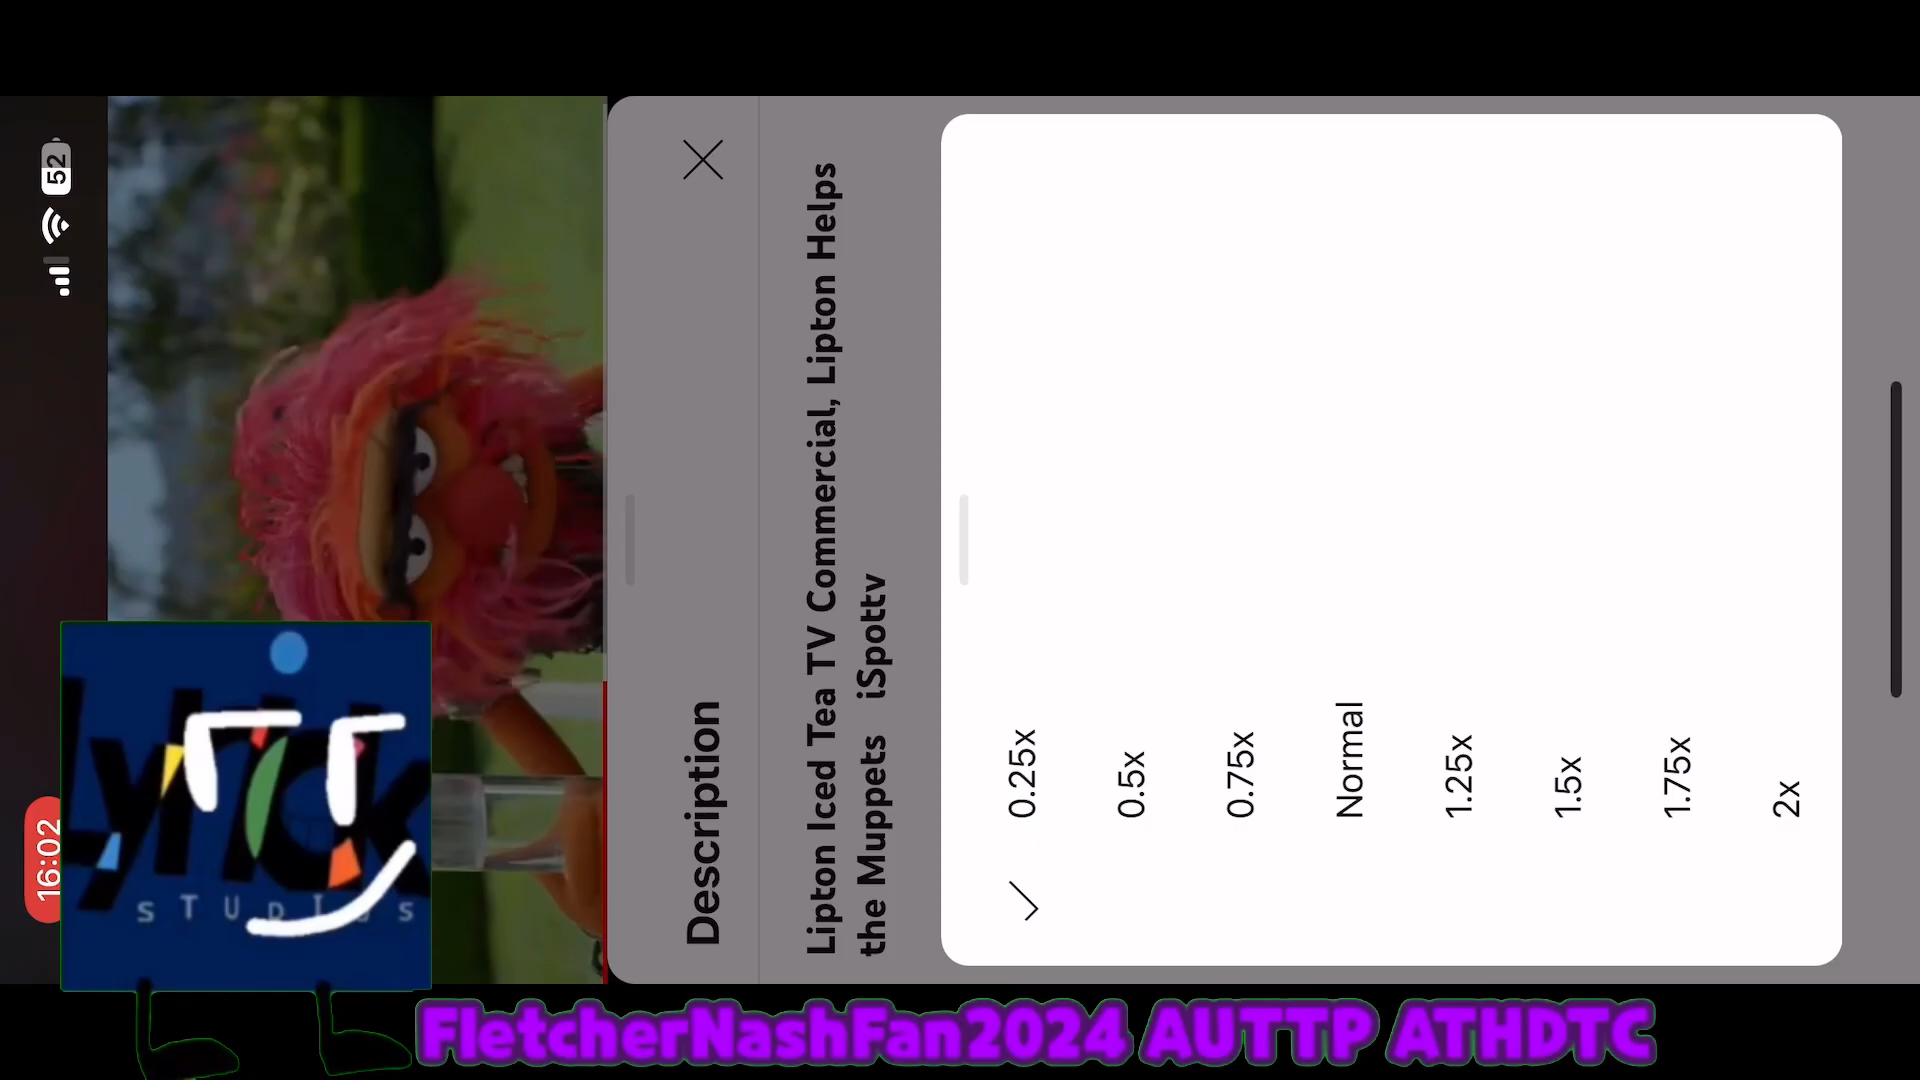 16:02
52
Description
Lipton Iced Tea TV Commercial, Lipton Helps
the Muppets iSpottv
0.25x
0.5x
0.75x
Normal
1.25x
1.5x
1.75x
2x
Lyrick
STUDIOS
FletcherNashFan2024 AUTTP ATHDTC